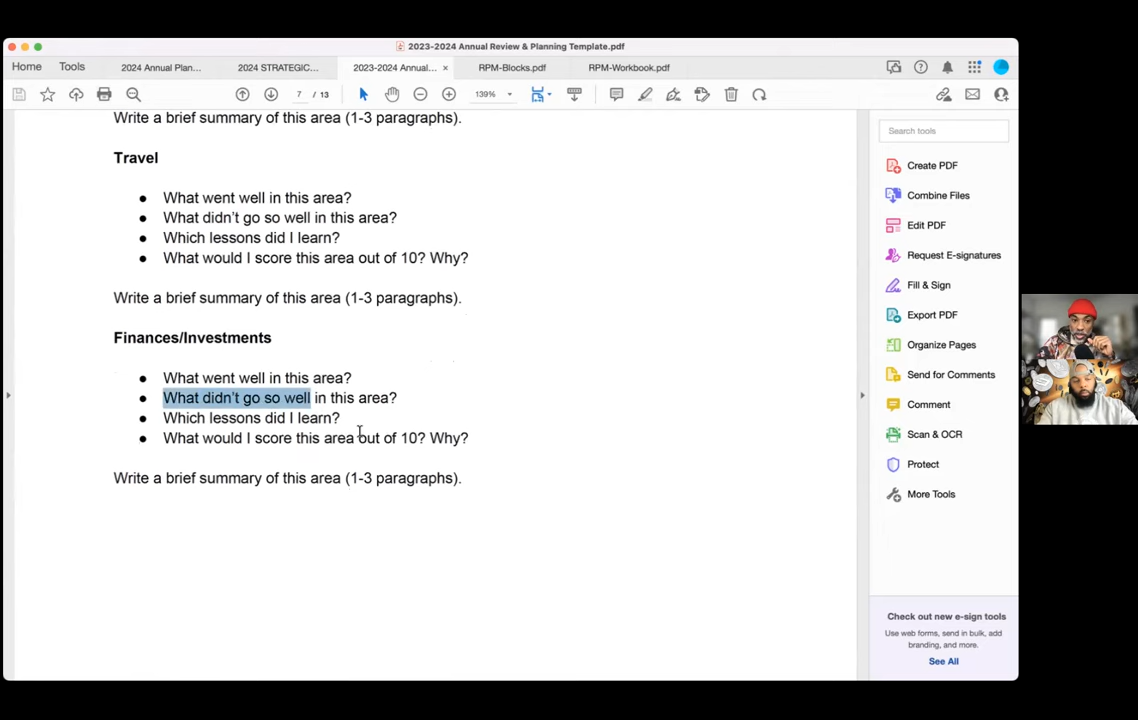 2023-2024 Annual Review & Planning Template.pdf
Home Tools 2024 Annual Plan... 2024 STRATEGIC... 2023-2024 Annual... × RPM-Blocks.pdf RPM-Workbook.pdf
7 / 13 139%
Write a brief summary of this area (1-3 paragraphs).
Travel
● What went well in this area?
● What didn't go so well in this area?
● Which lessons did I learn?
● What would I score this area out of 10? Why?
Write a brief summary of this area (1-3 paragraphs).
Finances/Investments
● What went well in this area?
● What didn't go so well in this area?
● Which lessons did I learn?
● What would I score this area out of 10? Why?
Write a brief summary of this area (1-3 paragraphs).
Search tools
Create PDF
Combine Files
Edit PDF
Request E-signatures
Fill & Sign
Export PDF
Organize Pages
Send for Comments
Comment
Scan & OCR
Protect
More Tools
Check out new e-sign tools
Use web forms, send in bulk, add
branding, and more.
See All